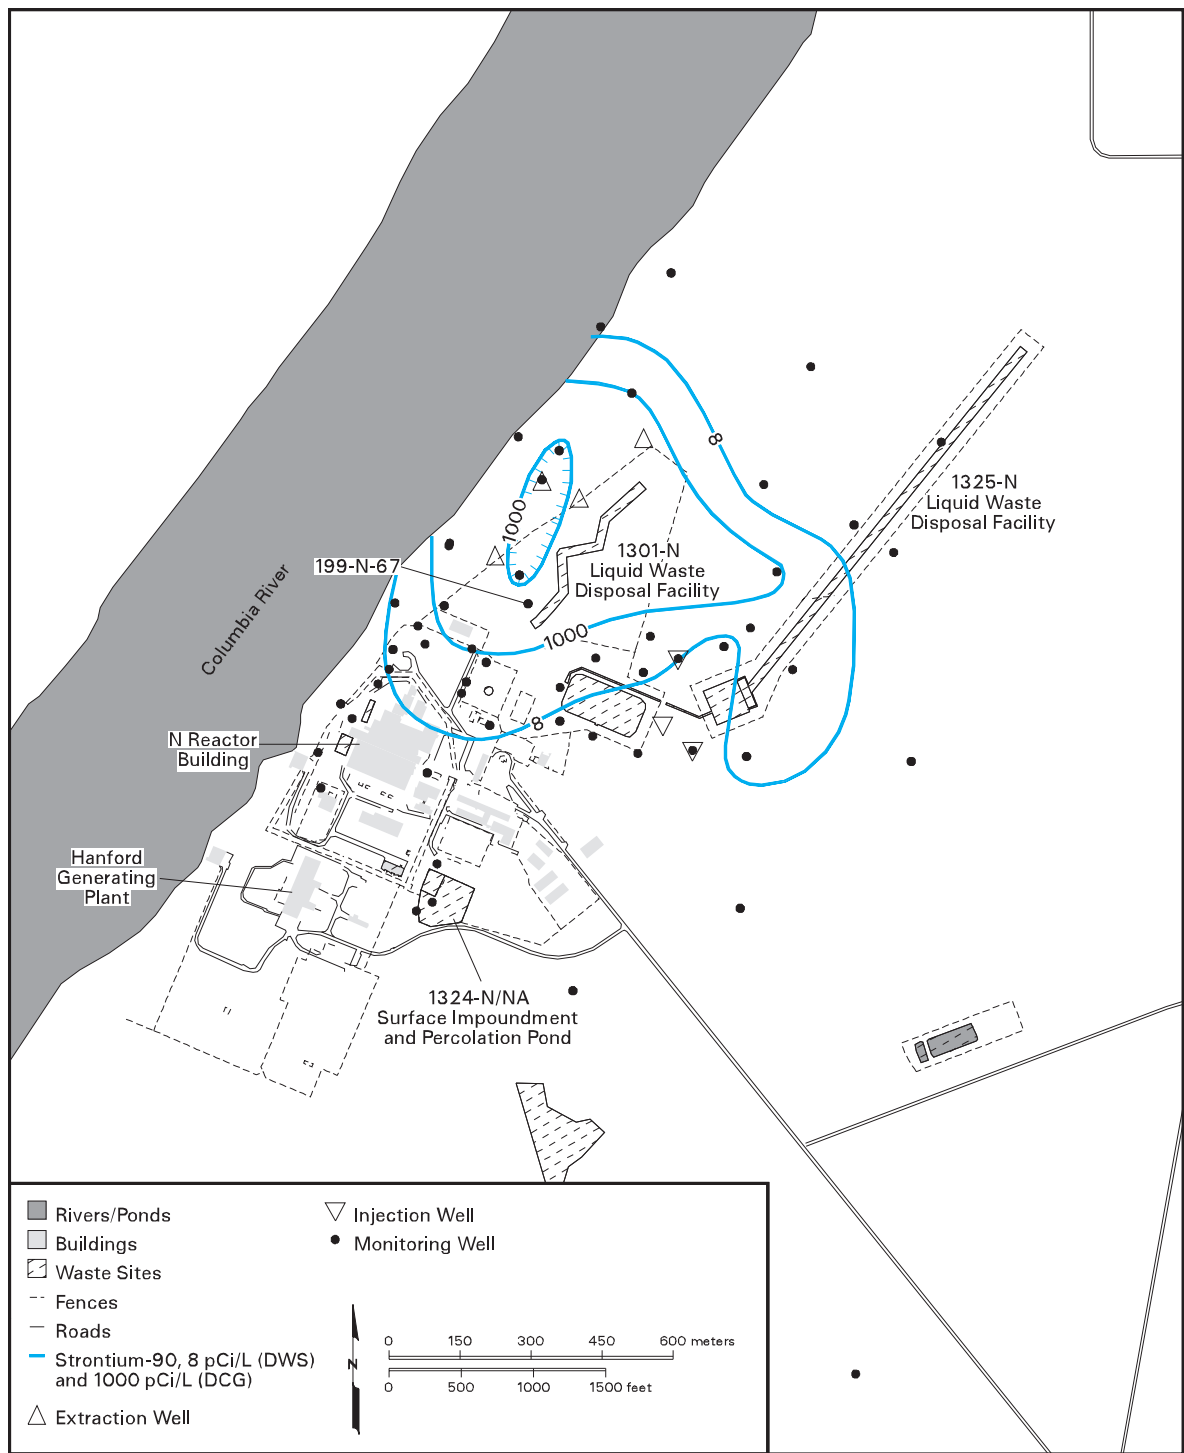 8
1325-N
Liquid Waste
Disposal Facility
1000
1301-N
Liquid Waste
Disposal Facility
199-N-67
Columbia River
1000
8
N Reactor
Building
Hanford
Generating
Plant
1324-N/NA
Surface Impoundment
and Percolation Pond
Rivers/Ponds
Buildings
Waste Sites
Fences
Roads
Strontium-90, 8 pCi/L (DWS)
and 1000 pCi/L (DCG)
Extraction Well
Injection Well
Monitoring Well
N
0 150 300 450 600 meters
0 500 1000 1500 feet